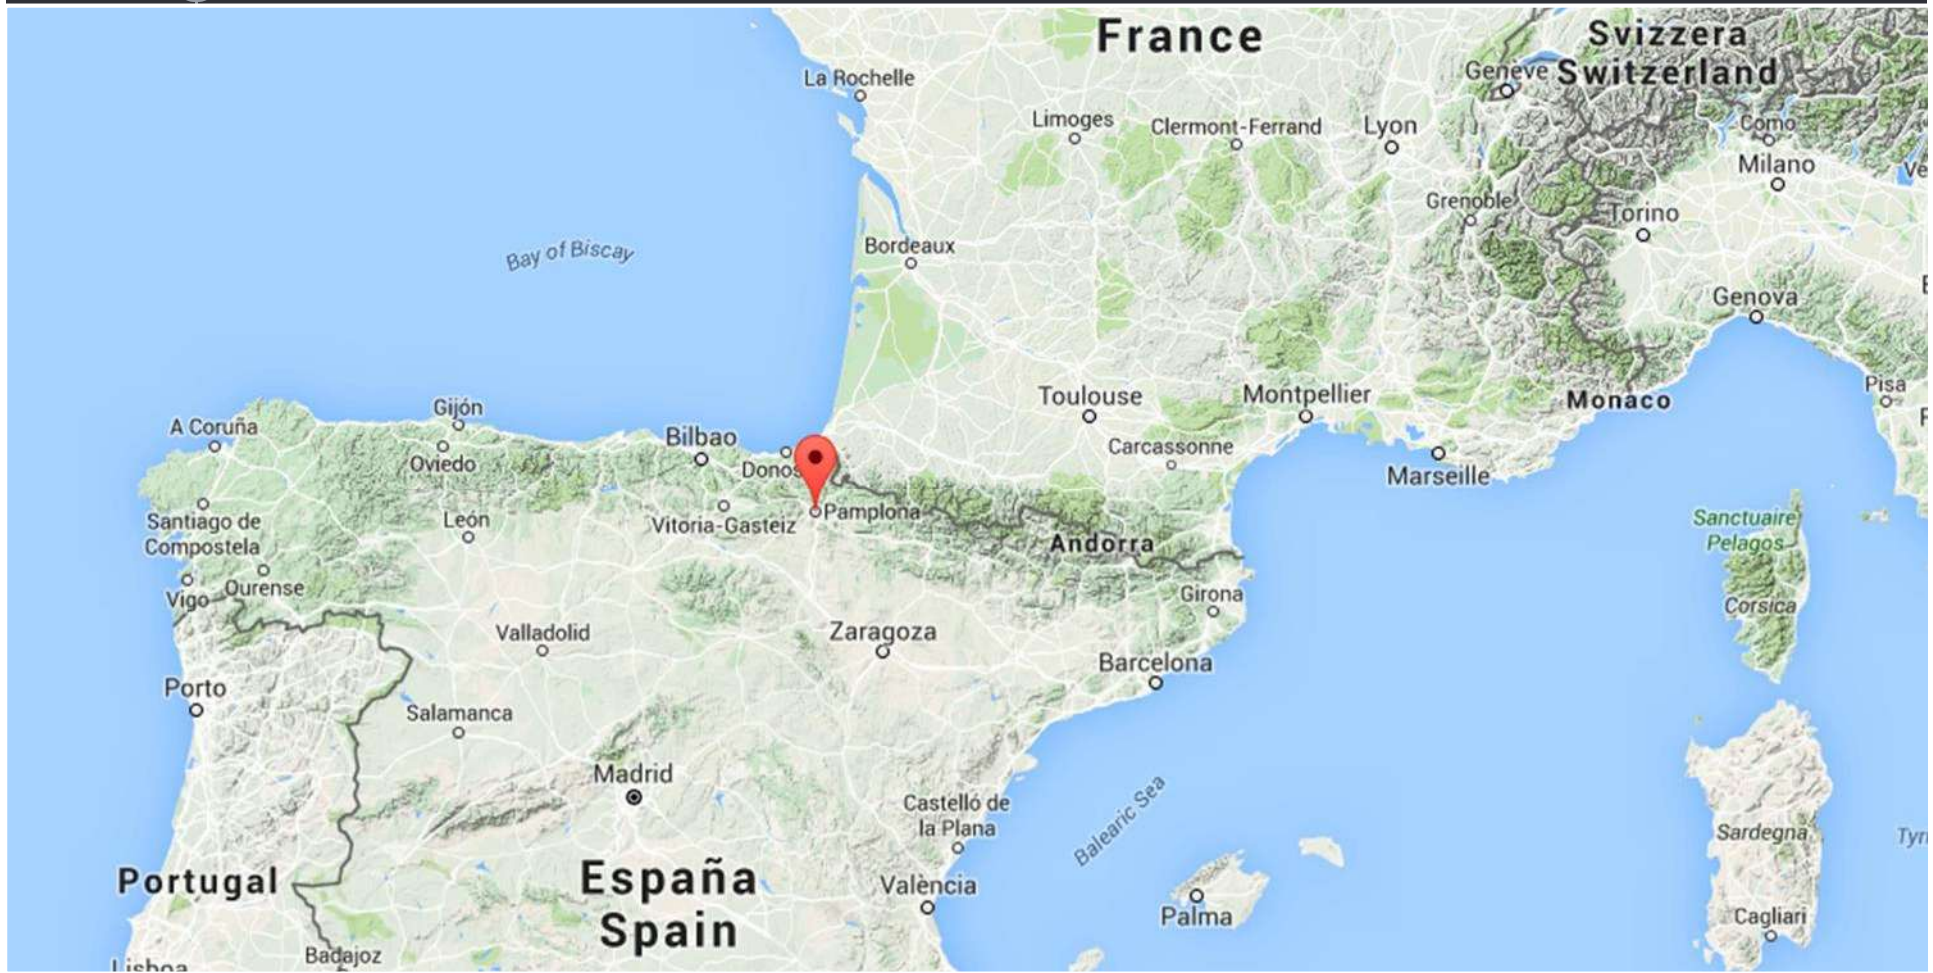 France
Svizzera
Switzerland
La Rochelle
Genève
Limoges
Clermont-Ferrand
Lyon
Como
Milano
Grenoble
Torino
Bordeaux
Bay of Biscay
Genova
Toulouse
Montpellier
Monaco
Pisa
A Coruña
Gijón
Bilbao
Carcassonne
Oviedo
Donos
Marseille
Santiago de
Compostela
León
Vitoria-Gasteiz
Pamplona
Andorra
Sanctuaire
Pelagos
Vigo
Ourense
Girona
Corsica
Valladolid
Zaragoza
Barcelona
Porto
Salamanca
Madrid
Castelló de
la Plana
Balearic Sea
Sardegna
Portugal
España
Spain
València
Palma
Cagliari
Badajoz
Lisboa